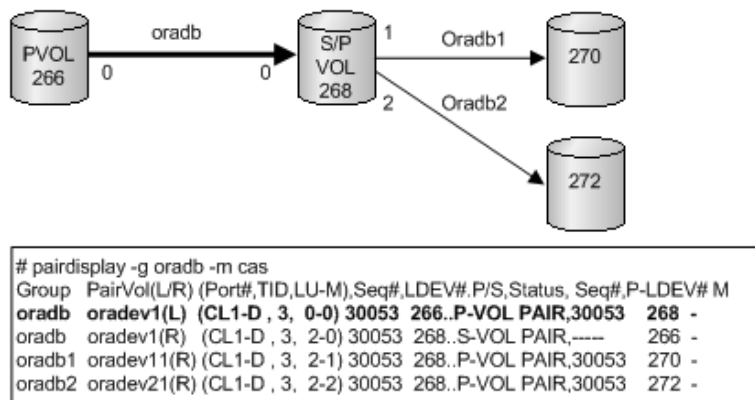 oradb
PVOL
266
0
0
S/P
VOL
268
1
2
Oradb1
Oradb2
270
272
# pairdisplay -g oradb -m cas
Group PairVol(L/R) (Port#,TID,LU-M),Seq#,LDEV#.P/S,Status, Seq#,P-LDEV# M
oradb oradev1(L) (CL1-D , 3, 0-0) 30053 266..P-VOL PAIR,30053 268 -
oradb oradev1(R) (CL1-D , 3, 2-0) 30053 268..S-VOL PAIR,----- 266 -
oradb1 oradev11(R) (CL1-D , 3, 2-1) 30053 268..P-VOL PAIR,30053 270 -
oradb2 oradev21(R) (CL1-D , 3, 2-2) 30053 268..P-VOL PAIR,30053 272 -